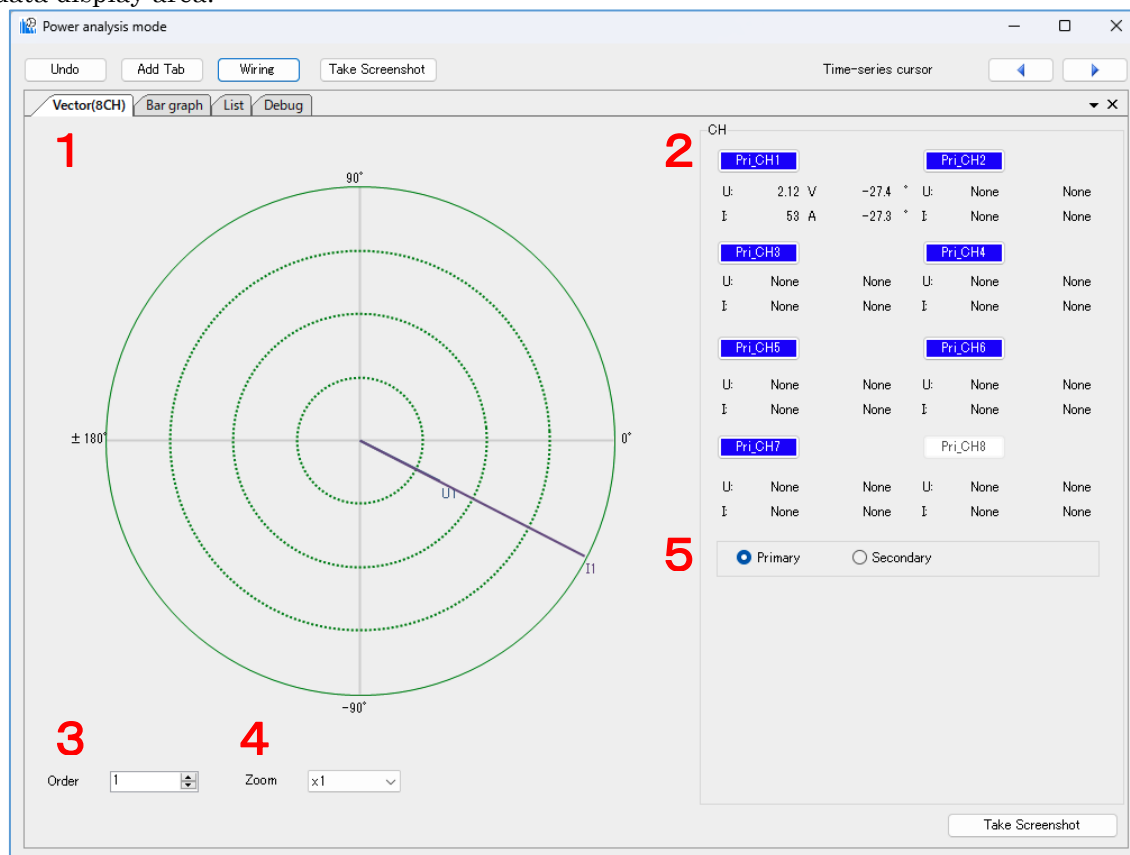 data display area.
Power analysis mode
Undo Add Tab Wiring Take Screenshot Time-series cursor
Vector(8CH) Bar graph List Debug
1
90°
± 180°
0°
U1
I1
-90°
3
4
Order 1 Zoom x1
2
CH
Pri_CH1 Pri_CH2
U: 2.12 V -27.4 ° U: None None
I: 53 A -27.3 ° I: None None
Pri_CH3 Pri_CH4
U: None None U: None None
I: None None I: None None
Pri_CH5 Pri_CH6
U: None None U: None None
I: None None I: None None
Pri_CH7 Pri_CH8
U: None None U: None None
I: None None I: None None
5
Primary Secondary
Take Screenshot